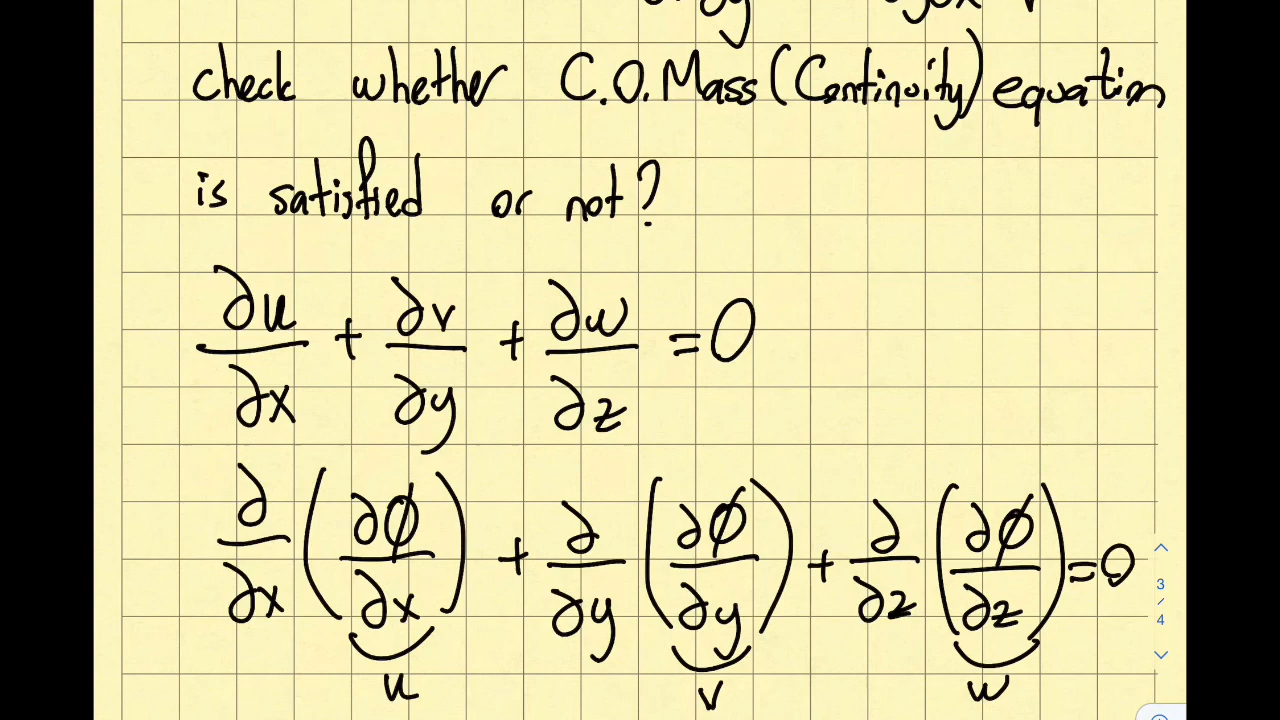 check whether C.O.Mass (Continuity) equation
is satisfied or not?
∂u/∂x + ∂v/∂y + ∂w/∂z = 0
∂/∂x (∂ϕ/∂x) + ∂/∂y (∂ϕ/∂y) + ∂/∂z (∂ϕ/∂z) = 0
u v w
3 / 4